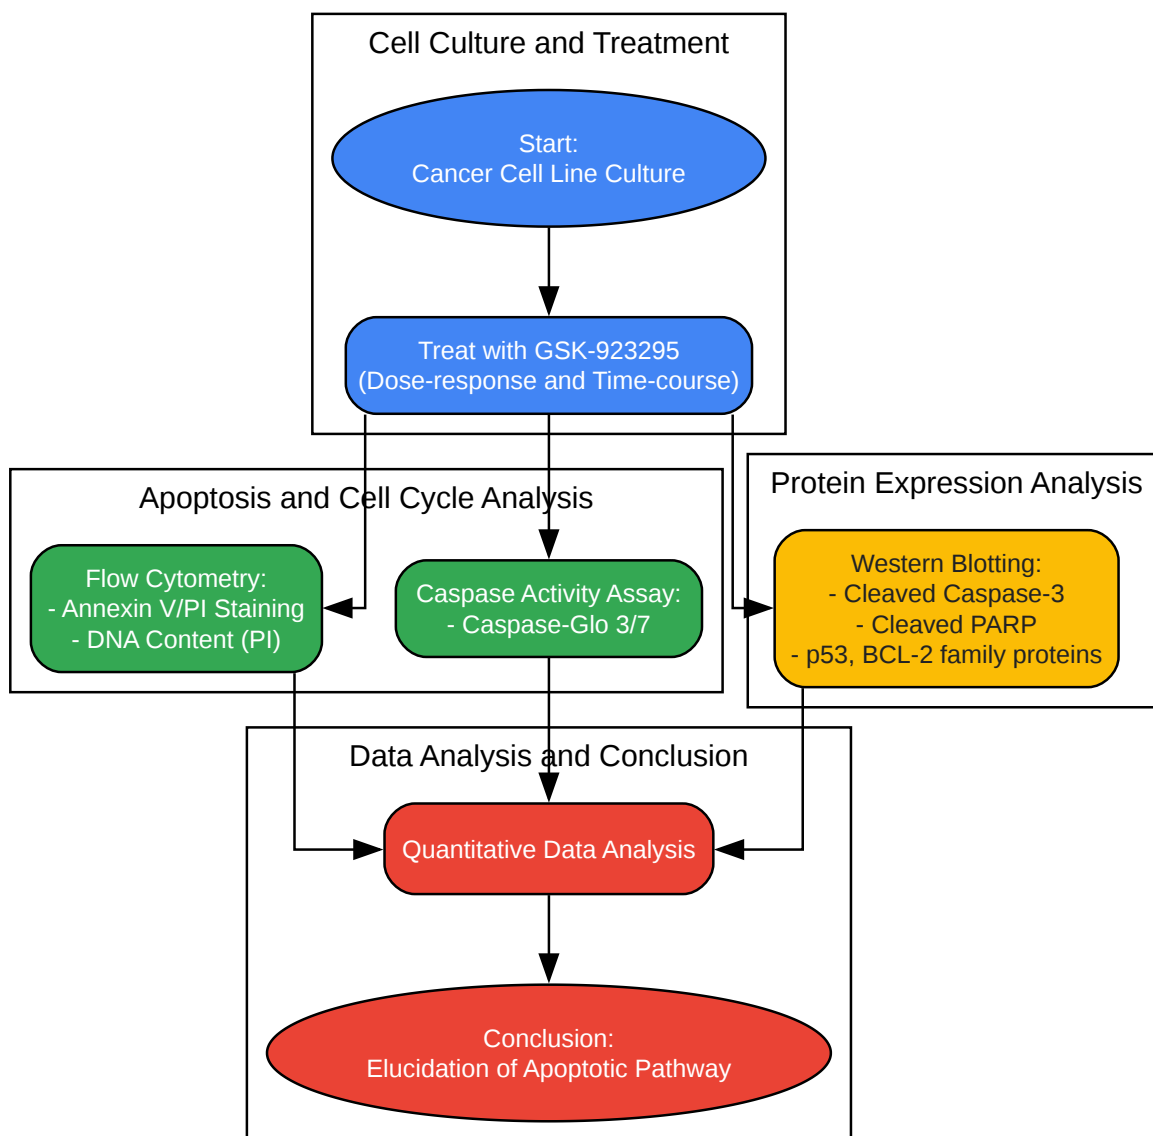 Cell Culture and Treatment
Start:
Cancer Cell Line Culture
Treat with GSK-923295
(Dose-response and Time-course)
Apoptosis and Cell Cycle Analysis
Flow Cytometry:
- Annexin V/PI Staining
- DNA Content (PI)
Caspase Activity Assay:
- Caspase-Glo 3/7
Protein Expression Analysis
Western Blotting:
- Cleaved Caspase-3
- Cleaved PARP
- p53, BCL-2 family proteins
Data Analysis and Conclusion
Quantitative Data Analysis
Conclusion:
Elucidation of Apoptotic Pathway